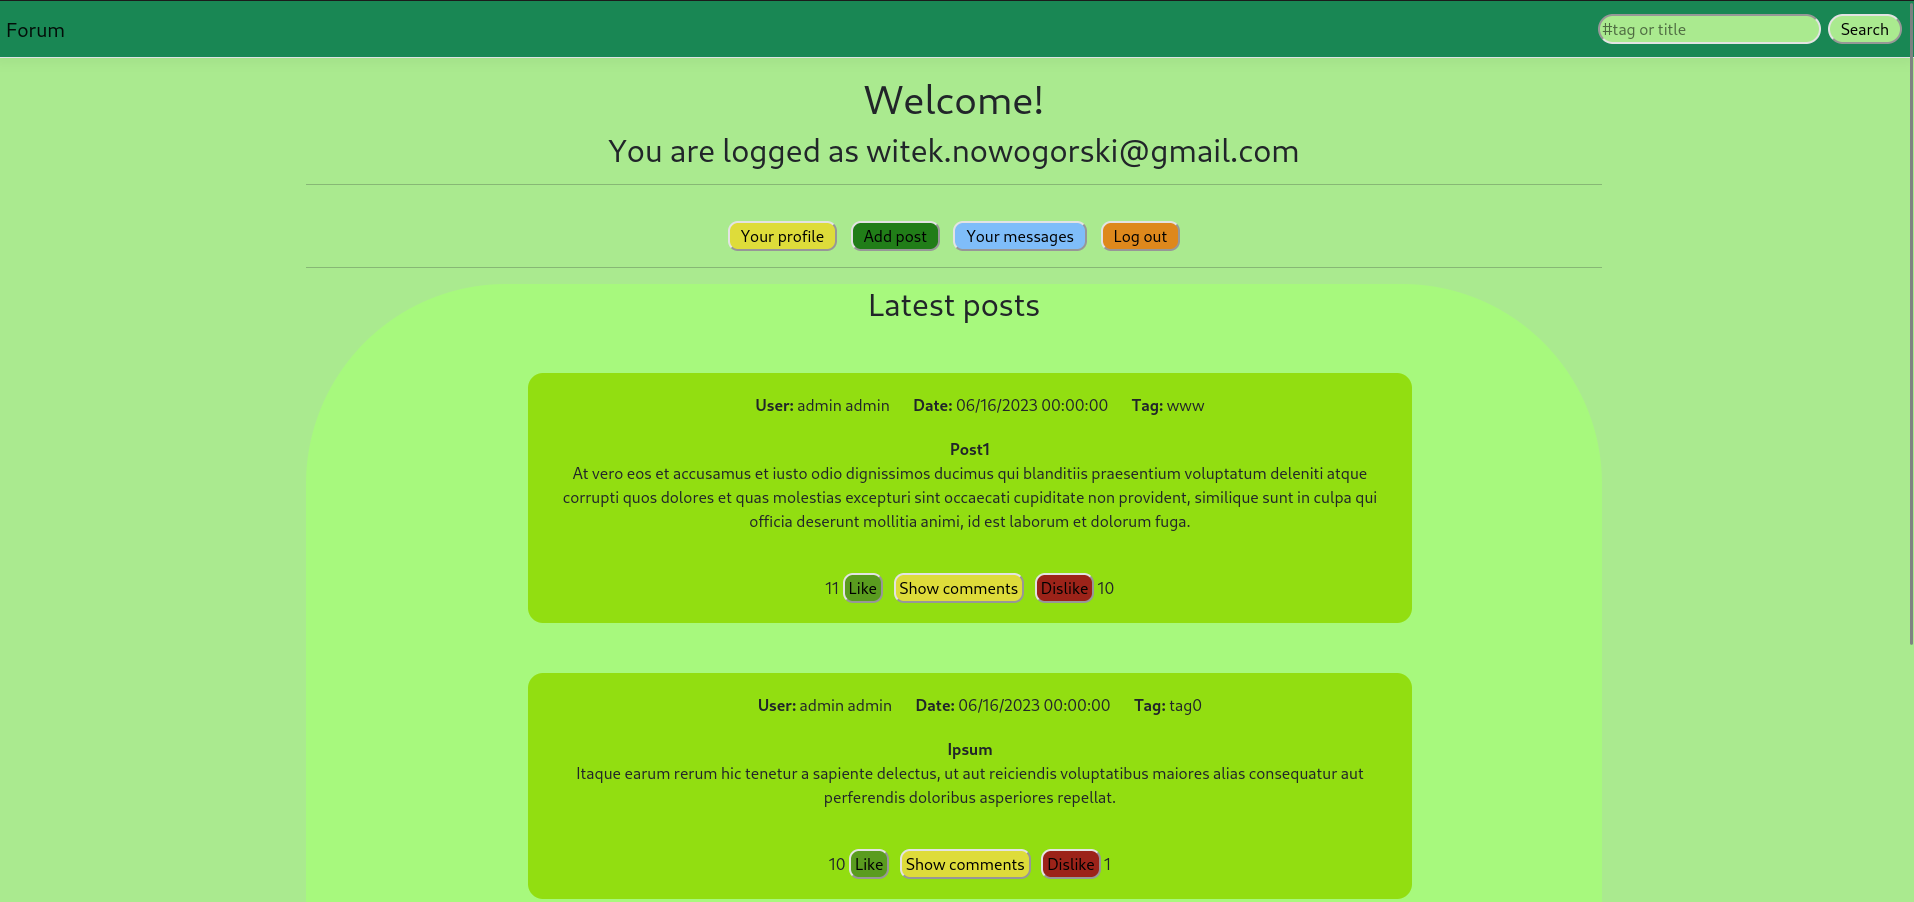 Forum #tag or title Search
Welcome!
You are logged as witek.nowogorski@gmail.com
Your profile Add post Your messages Log out
Latest posts
User: admin admin Date: 06/16/2023 00:00:00 Tag: www
Post1
At vero eos et accusamus et iusto odio dignissimos ducimus qui blanditiis praesentium voluptatum deleniti atque
corrupti quos dolores et quas molestias excepturi sint occaecati cupiditate non provident, similique sunt in culpa qui
officia deserunt mollitia animi, id est laborum et dolorum fuga.
11 Like Show comments Dislike 10
User: admin admin Date: 06/16/2023 00:00:00 Tag: tag0
Ipsum
Itaque earum rerum hic tenetur a sapiente delectus, ut aut reiciendis voluptatibus maiores alias consequatur aut
perferendis doloribus asperiores repellat.
10 Like Show comments Dislike 1